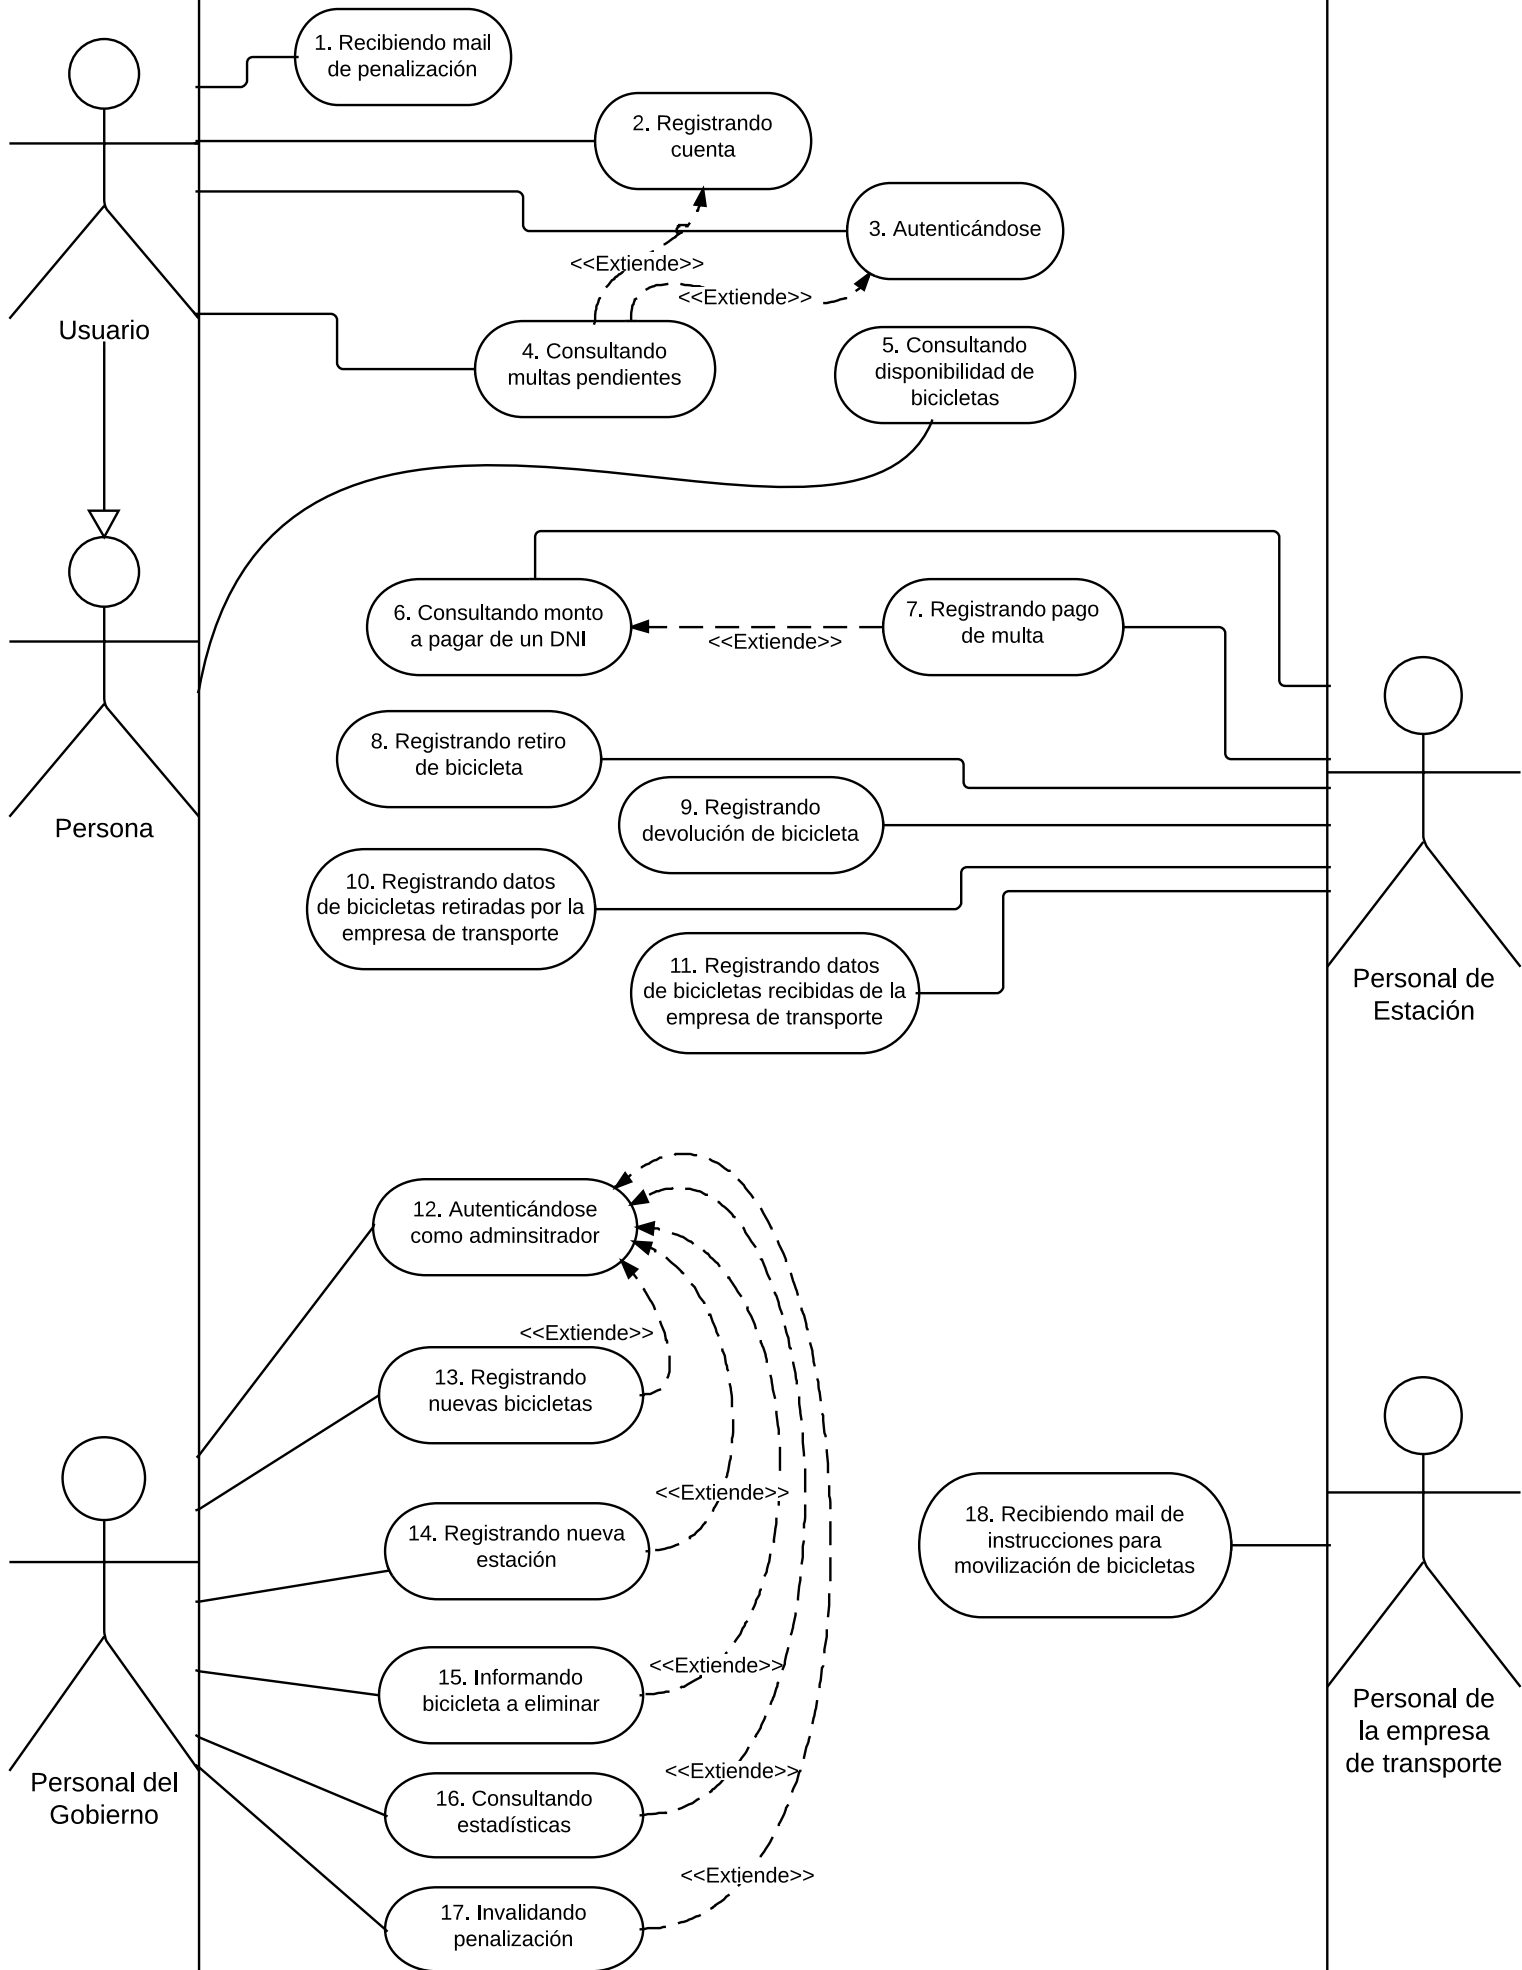 1. Recibiendo mail
de penalización
2. Registrando
cuenta
3. Autenticándose
<<Extiende>>
<<Extiende>>
Usuario
4. Consultando
multas pendientes
5. Consultando
disponibilidad de
bicicletas
6. Consultando monto
a pagar de un DNI
<<Extiende>>
7. Registrando pago
de multa
8. Registrando retiro
de bicicleta
9. Registrando
devolución de bicicleta
Persona
10. Registrando datos
de bicicletas retiradas por la
empresa de transporte
11. Registrando datos
de bicicletas recibidas de la
empresa de transporte
Personal de
Estación
12. Autenticándose
como adminsitrador
<<Extiende>>
13. Registrando
nuevas bicicletas
<<Extiende>>
14. Registrando nueva
estación
18. Recibiendo mail de
instrucciones para
movilización de bicicletas
15. Informando
bicicleta a eliminar
<<Extiende>>
Personal de
la empresa
de transporte
Personal del
Gobierno
<<Extiende>>
16. Consultando
estadísticas
<<Extiende>>
17. Invalidando
penalización